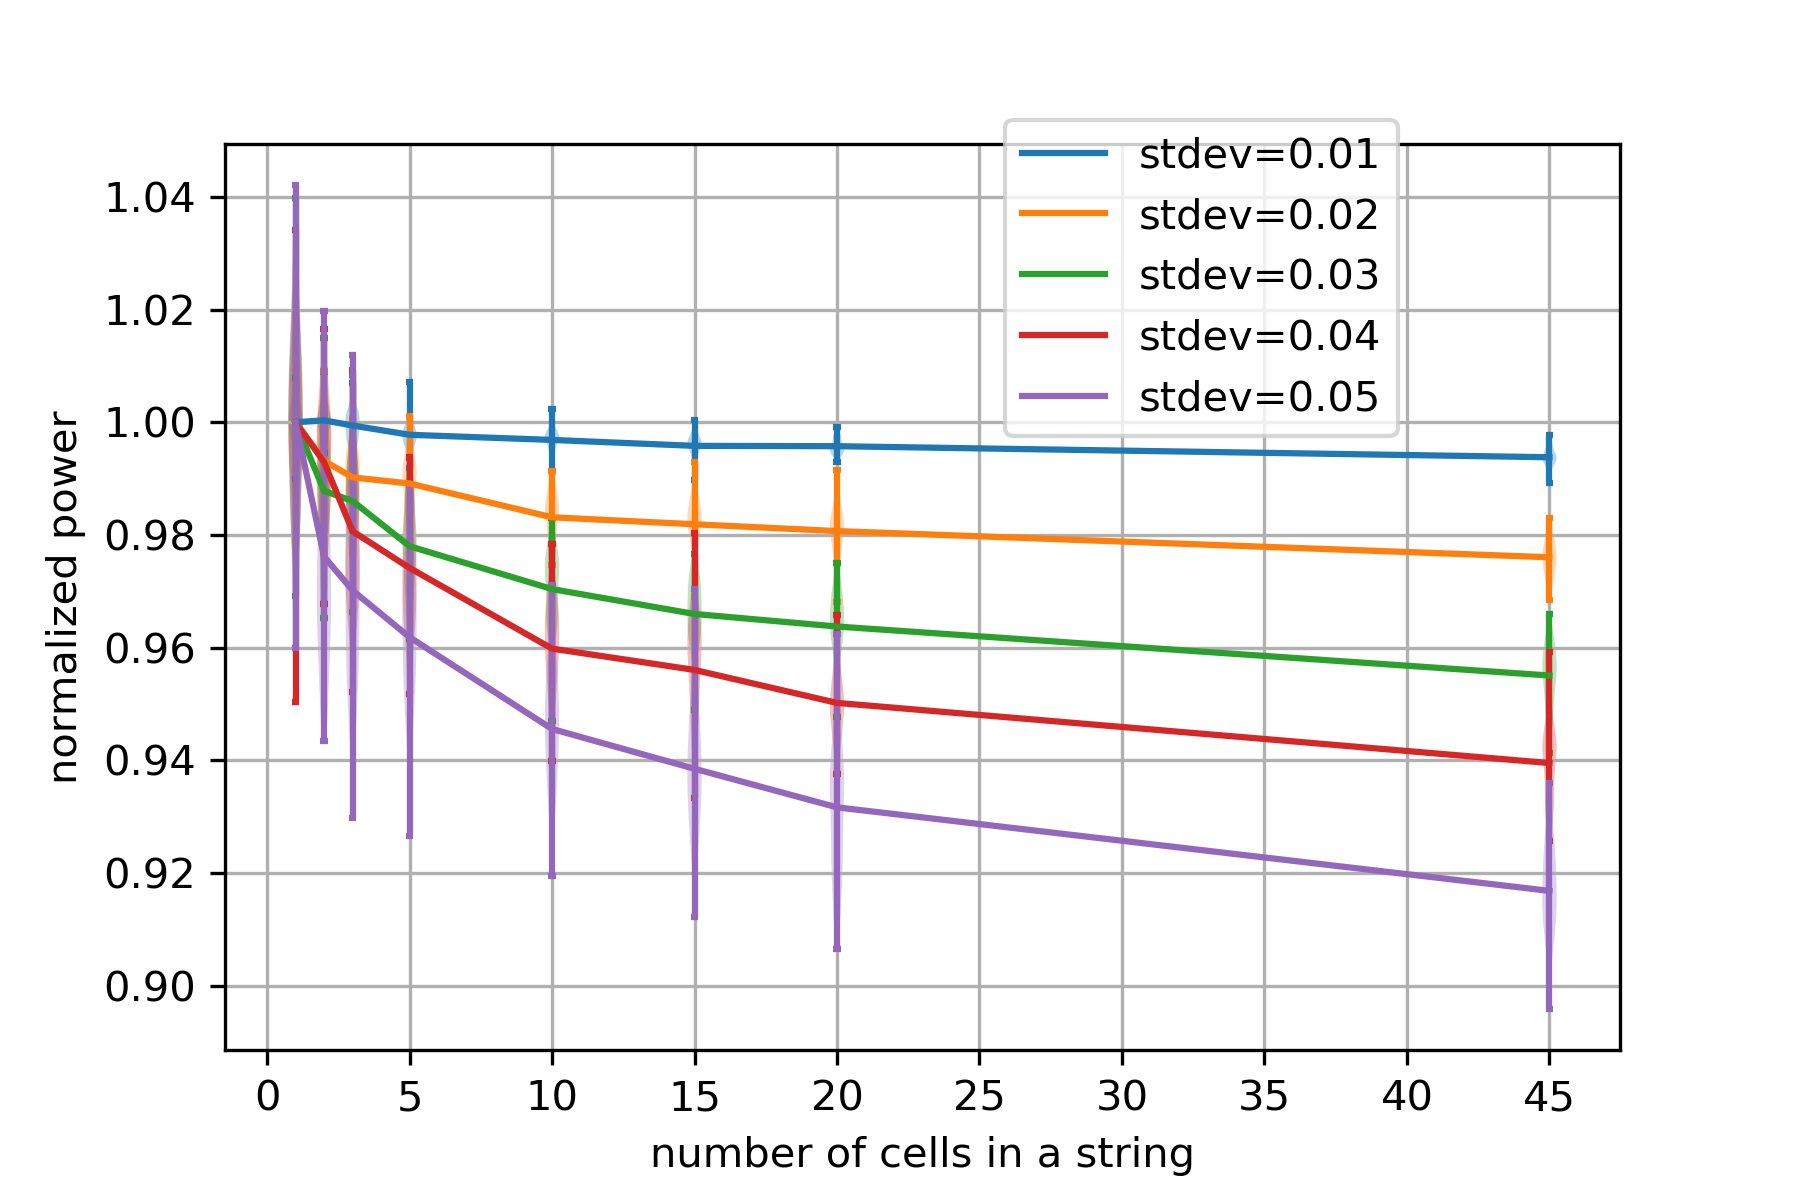 stdev=0.01
stdev=0.02
stdev=0.03
stdev=0.04
stdev=0.05
1.04
1.02
1.00
0.98
0.96
0.94
0.92
0.90
normalized power
0 5 10 15 20 25 30 35 40 45
number of cells in a string